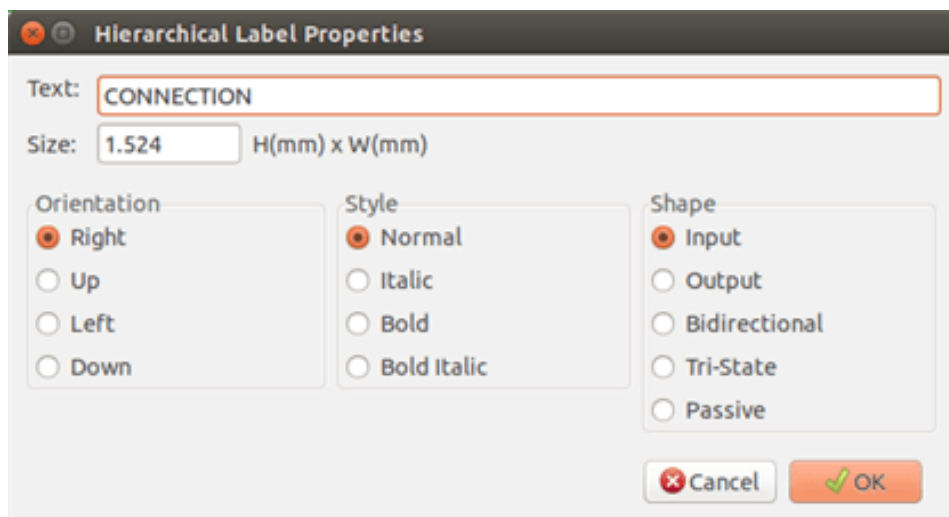 Hierarchical Label Properties
Text: CONNECTION
Size: 1.524 H(mm) x W(mm)
Orientation
Right
Up
Left
Down
Style
Normal
Italic
Bold
Bold Italic
Shape
Input
Output
Bidirectional
Tri-State
Passive
Cancel OK